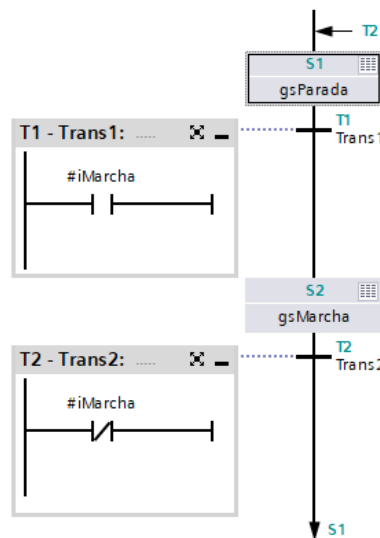 T2
S1
gsParada
T1 - Trans1: .....
T1
Trans1
#iMarcha
S2
gsMarcha
T2 - Trans2: .....
T2
Trans2
#iMarcha
S1